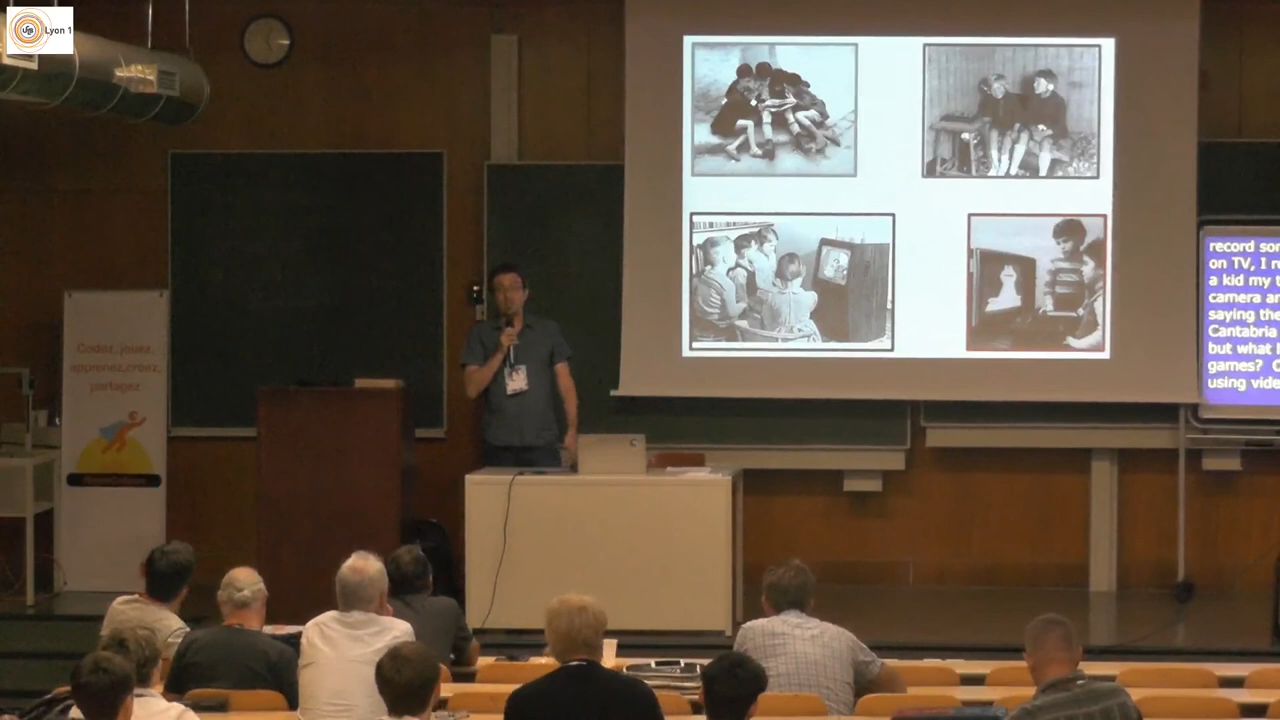 Lyon 1
Codez, jouez,
apprenez, créez,
partagez
record so
on TV, I r
a kid my t
camera a
saying the
Cantabria
but what
games?
using vide